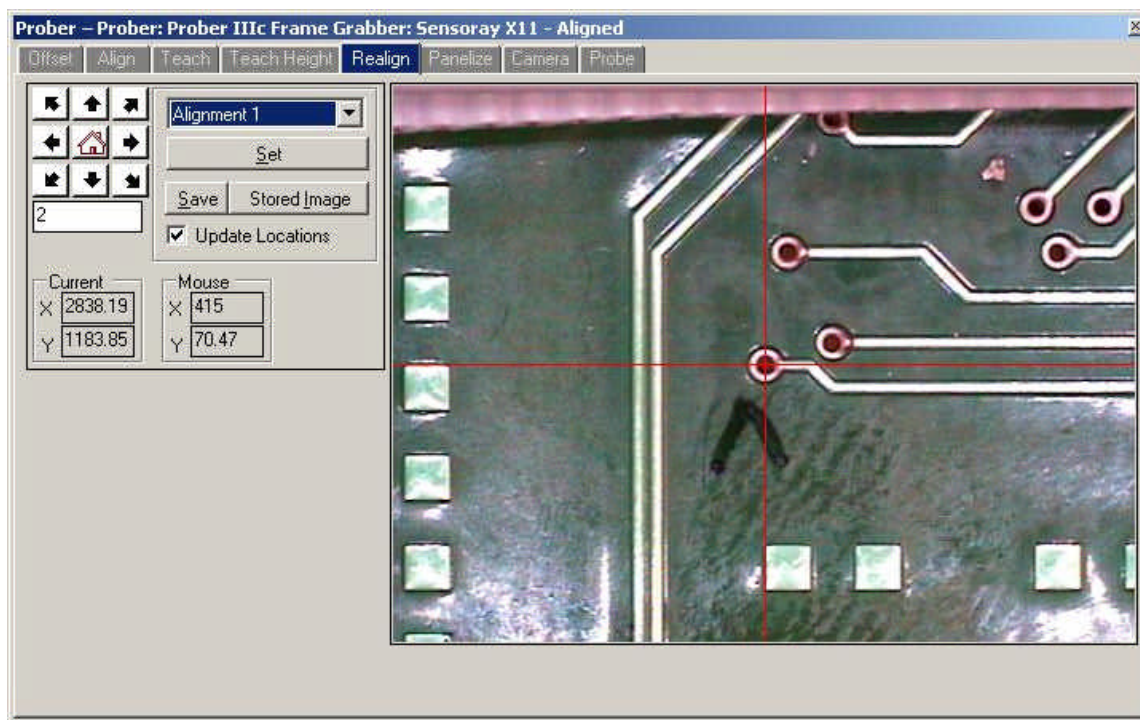 Prober – Prober: Prober IIIc Frame Grabber: Sensoray X11 - Aligned
Offset Align Teach Teach Height Realign Panelize Camera Probe
Alignment 1
Set
2
Save Stored Image
Update Locations
Current Mouse
X 2838.19 X 415
Y 1183.85 Y 70.47